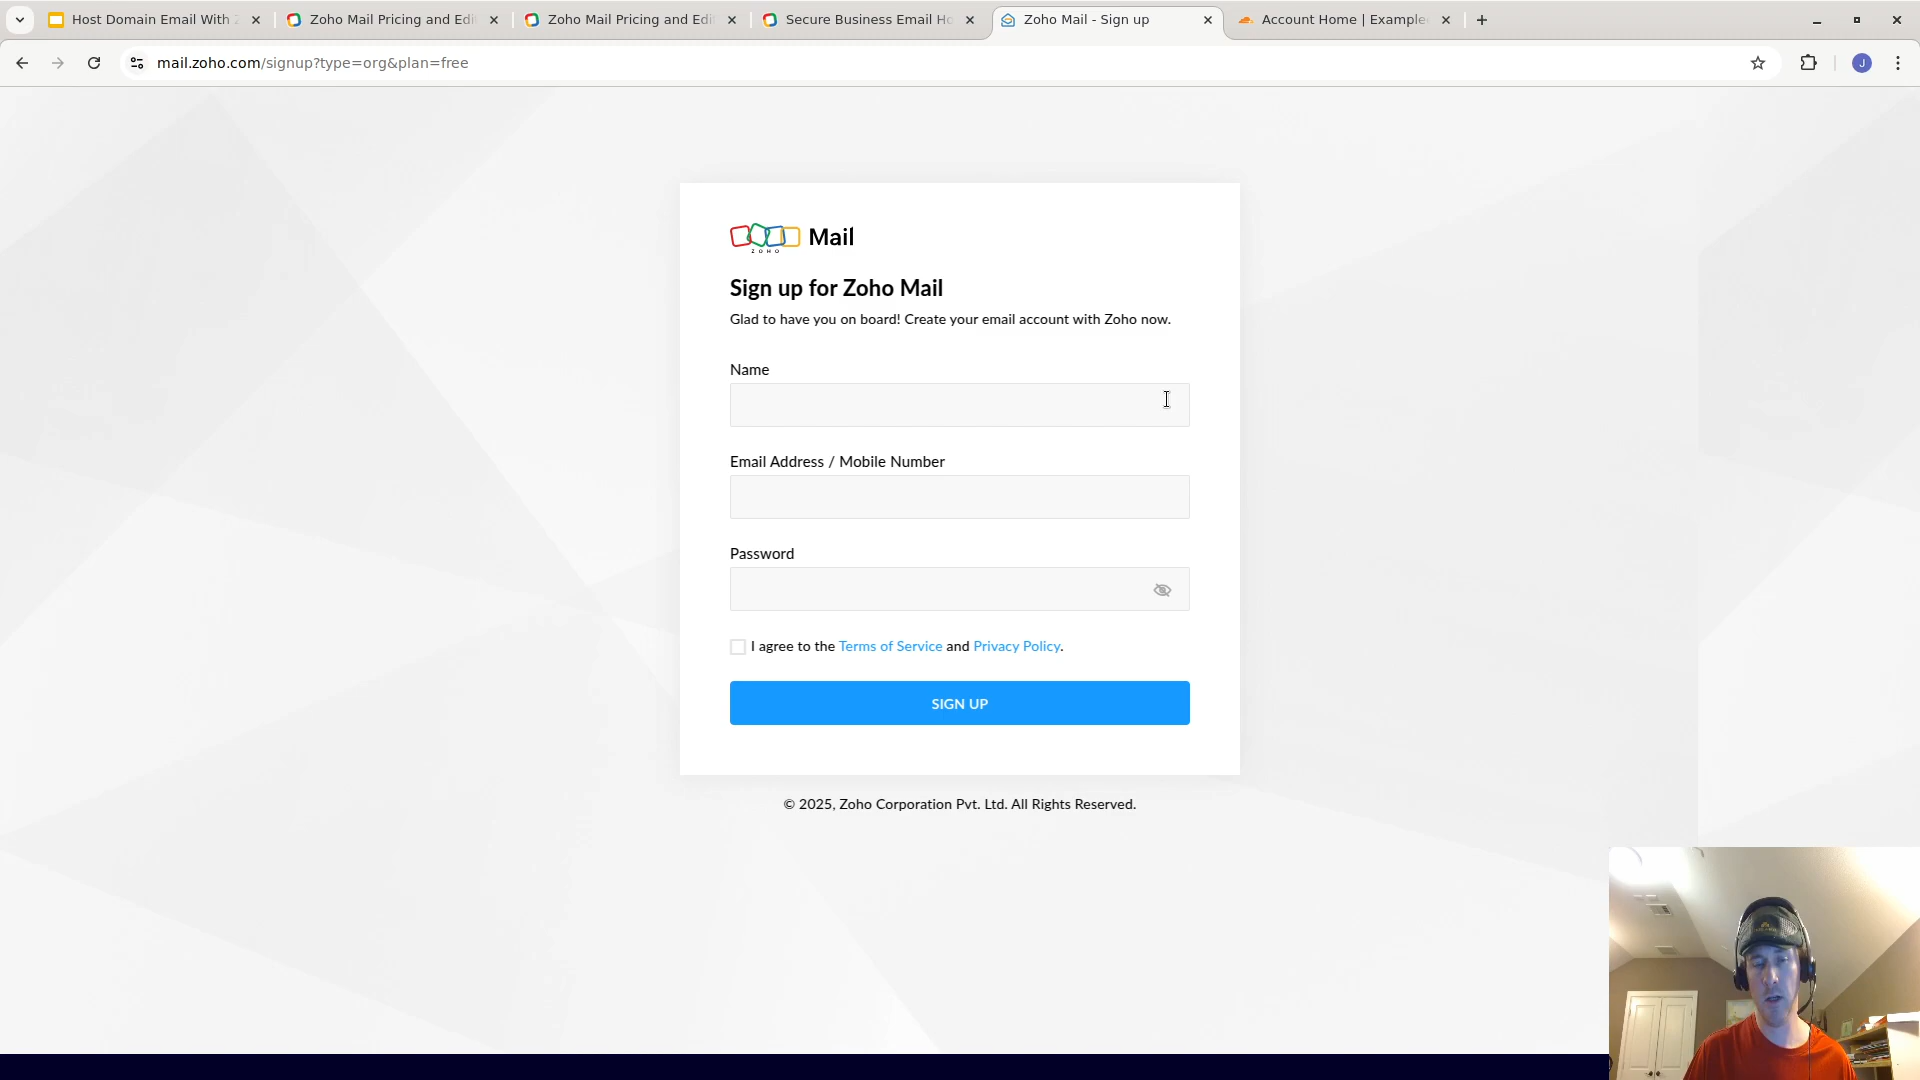 Host Domain Email With
Zoho Mail Pricing and Edi
Zoho Mail Pricing and Edi
Secure Business Email Ho
Zoho Mail - Sign up
Account Home | Example
mail.zoho.com/signup?type=org&plan=free
J
ZOHO
Mail
Sign up for Zoho Mail
Glad to have you on board! Create your email account with Zoho now.
Name
Email Address / Mobile Number
Password
I agree to the Terms of Service and Privacy Policy.
SIGN UP
© 2025, Zoho Corporation Pvt. Ltd. All Rights Reserved.